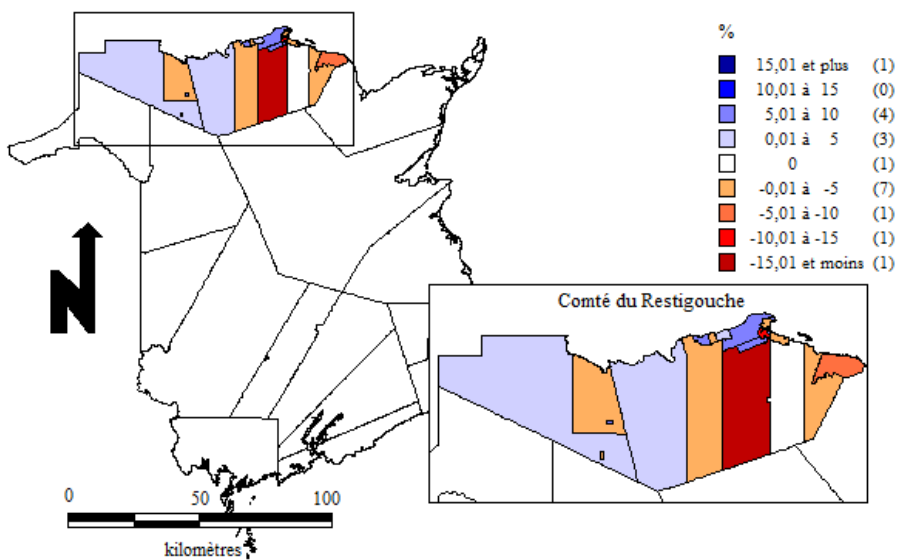 %
15,01 et plus (1)
10,01 à 15 (0)
5,01 à 10 (4)
0,01 à 5 (3)
0 (1)
-0,01 à -5 (7)
-5,01 à -10 (1)
-10,01 à -15 (1)
-15,01 et moins (1)
N
Comté du Restigouche
0 50 100
kilomètres